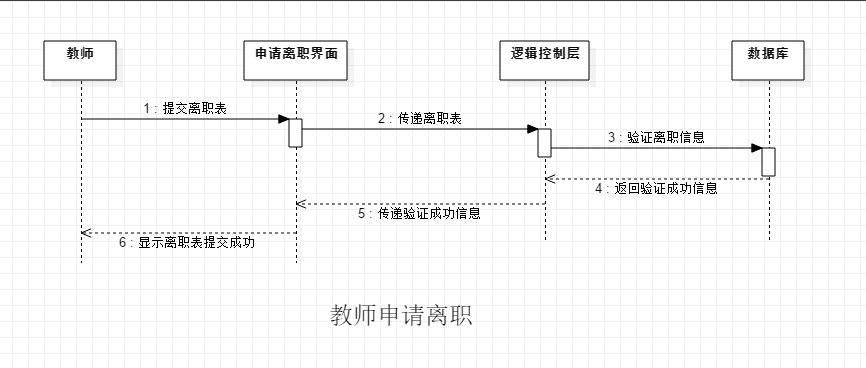 教师
申请离职界面
逻辑控制层
数据库
1 : 提交离职表
2 : 传递离职表
3 : 验证离职信息
4 : 返回验证成功信息
5 : 传递验证成功信息
6 : 显示离职表提交成功
教师申请离职